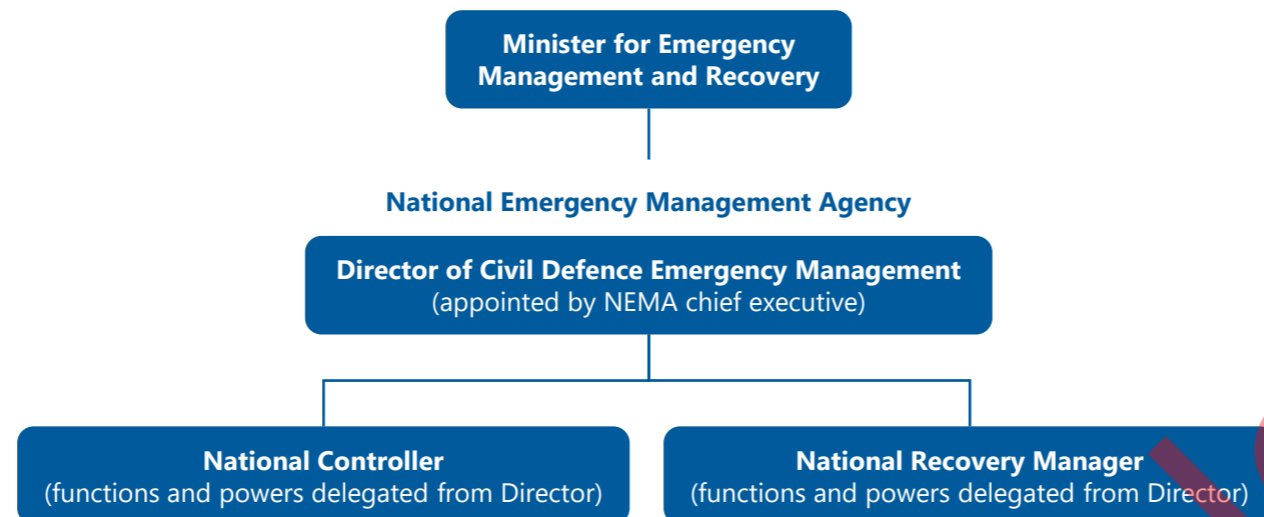 Minister for Emergency
Management and Recovery
National Emergency Management Agency
Director of Civil Defence Emergency Management
(appointed by NEMA chief executive)
National Controller
(functions and powers delegated from Director)
National Recovery Manager
(functions and powers delegated from Director)